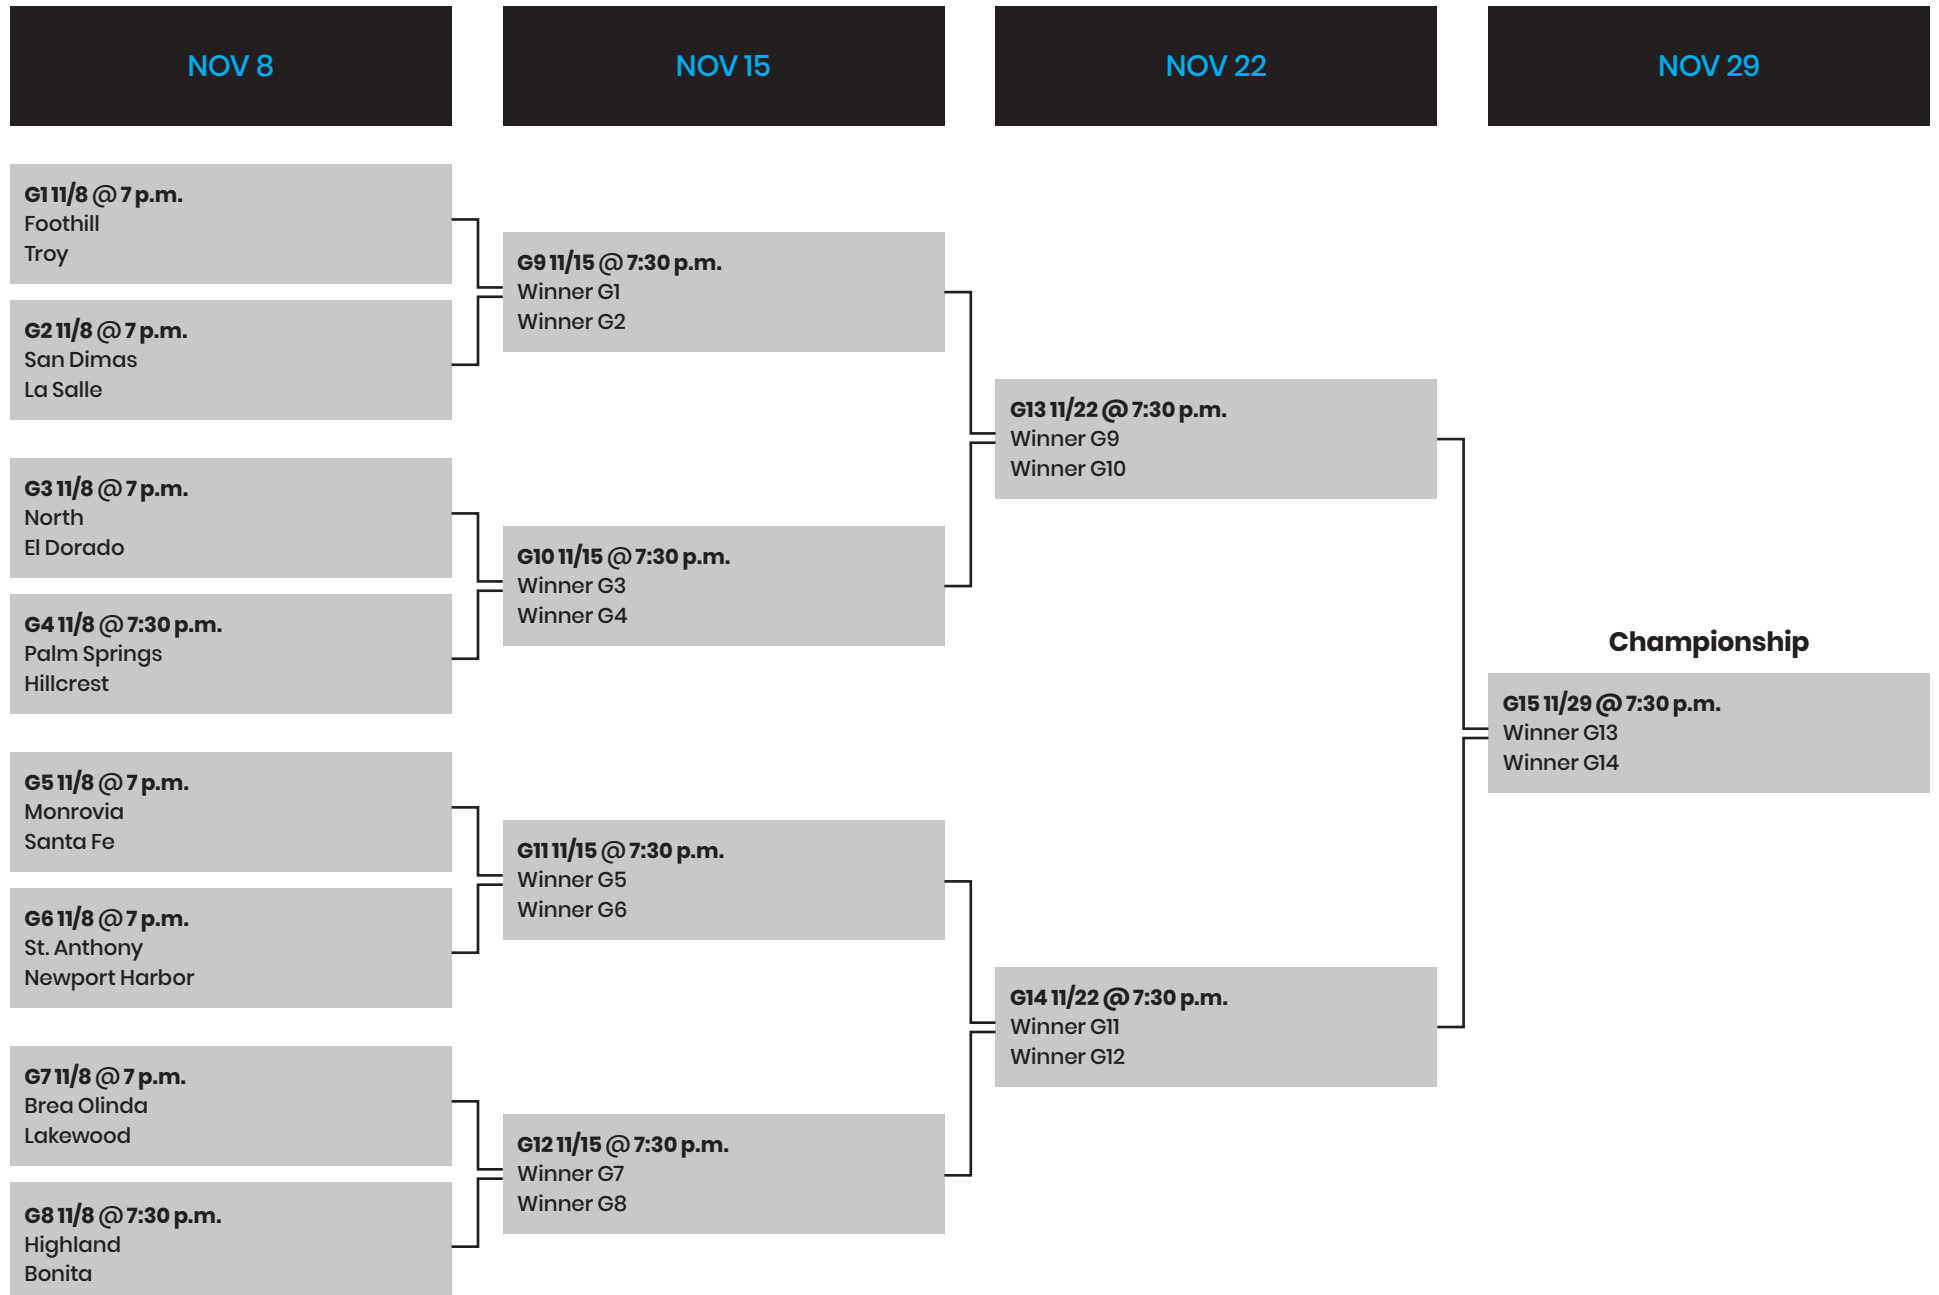 NOV 8
NOV 15
NOV 22
NOV 29
G1 11/8 @ 7 p.m.
Foothill
Troy
G2 11/8 @ 7 p.m.
San Dimas
La Salle
G3 11/8 @ 7 p.m.
North
El Dorado
G4 11/8 @ 7:30 p.m.
Palm Springs
Hillcrest
G5 11/8 @ 7 p.m.
Monrovia
Santa Fe
G6 11/8 @ 7 p.m.
St. Anthony
Newport Harbor
G7 11/8 @ 7 p.m.
Brea Olinda
Lakewood
G8 11/8 @ 7:30 p.m.
Highland
Bonita
G9 11/15 @ 7:30 p.m.
Winner G1
Winner G2
G10 11/15 @ 7:30 p.m.
Winner G3
Winner G4
G11 11/15 @ 7:30 p.m.
Winner G5
Winner G6
G12 11/15 @ 7:30 p.m.
Winner G7
Winner G8
G13 11/22 @ 7:30 p.m.
Winner G9
Winner G10
G14 11/22 @ 7:30 p.m.
Winner G11
Winner G12
Championship
G15 11/29 @ 7:30 p.m.
Winner G13
Winner G14